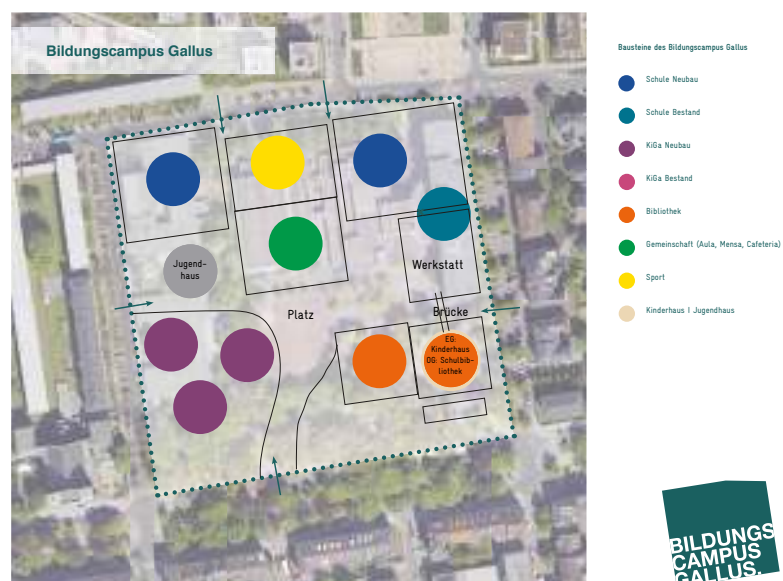 Bildungscampus Gallus
Jugend-
haus
Werkstatt
Platz
Brücke
EG:
Kinderhaus
OG: Schulbib-
liothek
Bausteine des Bildungscampus Gallus
Schule Neubau
Schule Bestand
KiGa Neubau
KiGa Bestand
Bibliothek
Gemeinschaft (Aula, Mensa, Cafeteria)
Sport
Kinderhaus I Jugendhaus
BILDUNGS
CAMPUS
GALLUS.